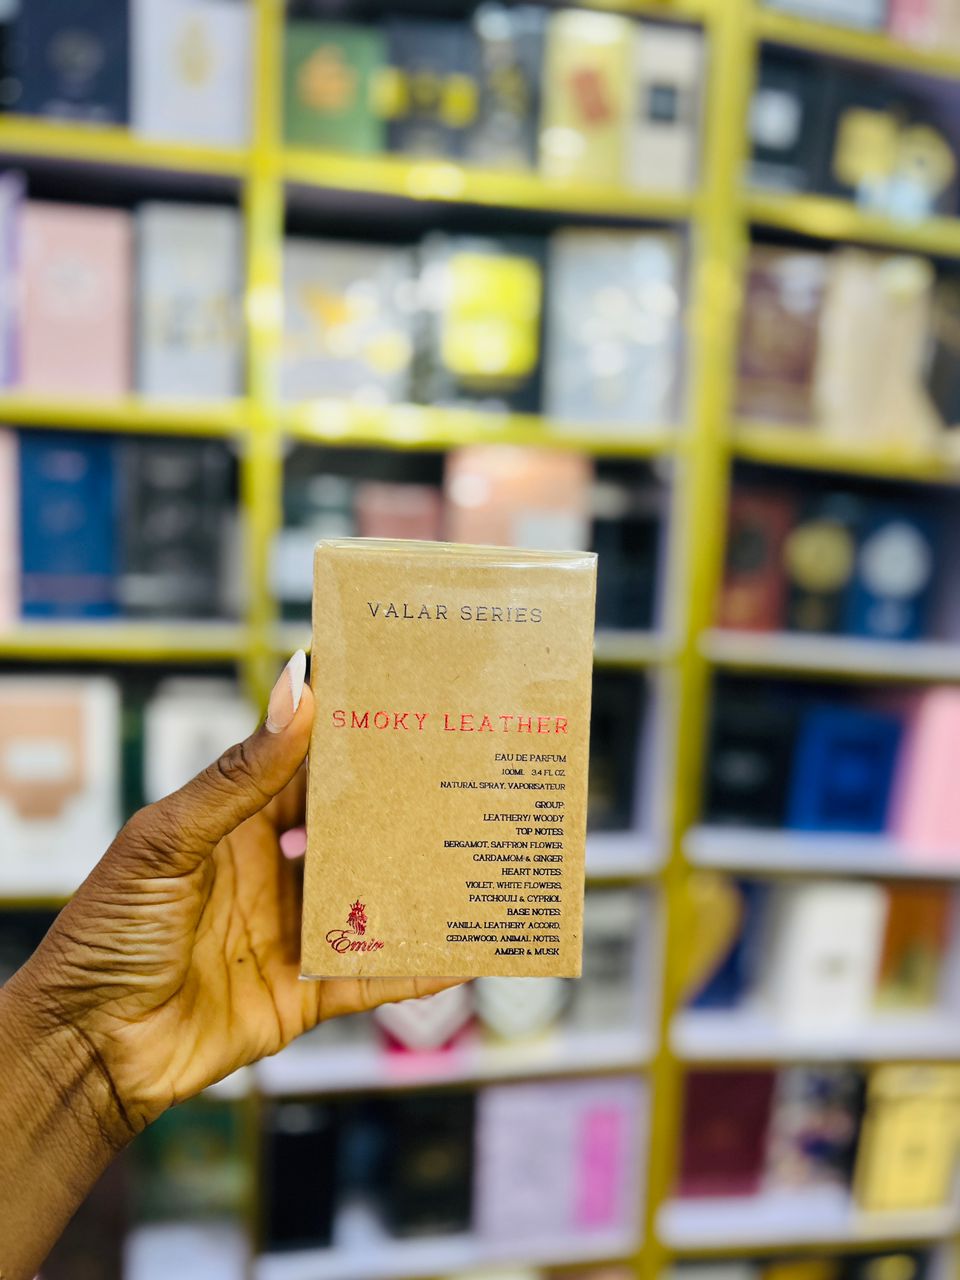 VALAR SERIES
SMOKY LEATHER
EAU DE PARFUM
100ML 3.4 FL OZ,
NATURAL SPRAY, VAPORISATEUR
GROUP:
LEATHERY/ WOODY
TOP NOTES:
BERGAMOT, SAFFRON FLOWER
CARDAMOM & GINGER
HEART NOTES:
VIOLET, WHITE FLOWERS,
PATCHOULI & CYPRIOL
BASE NOTES:
VANILLA, LEATHERY ACCORD,
CEDARWOOD, ANIMAL NOTES,
AMBER & MUSK
Emir